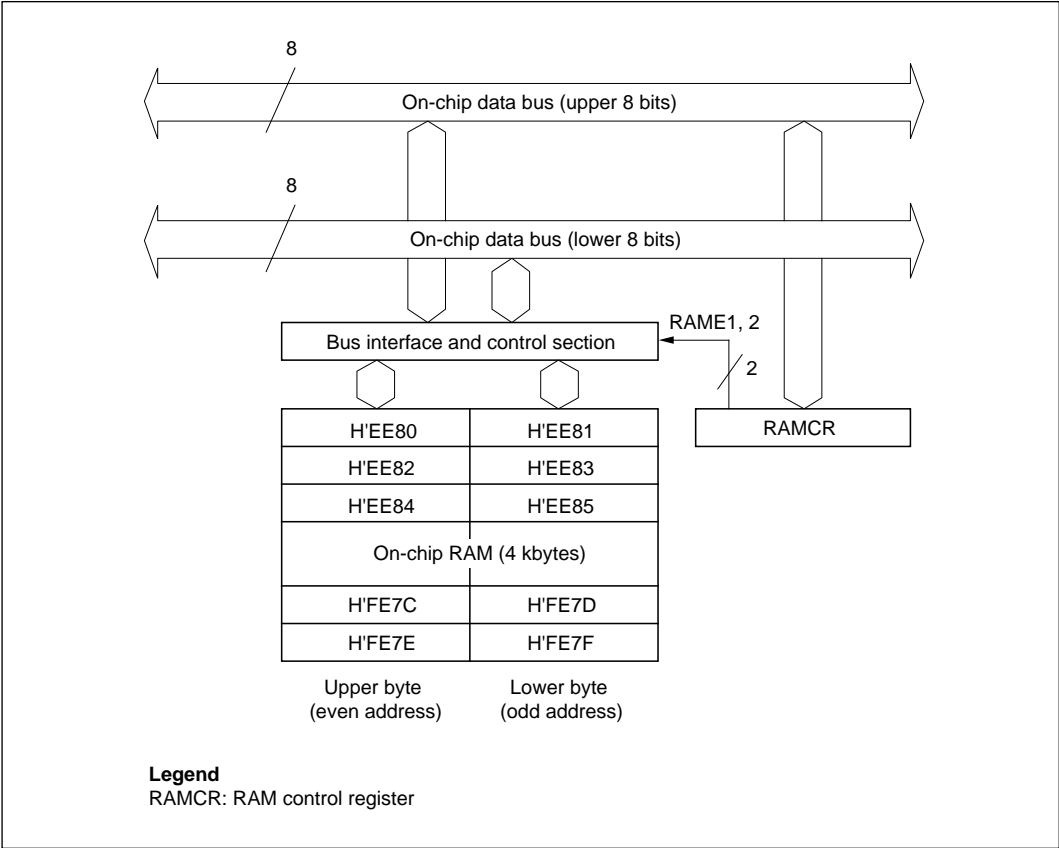 8
On-chip data bus (upper 8 bits)
8
On-chip data bus (lower 8 bits)
RAME1, 2
Bus interface and control section
2
H'EE80 H'EE81 RAMCR
H'EE82 H'EE83
H'EE84 H'EE85
On-chip RAM (4 kbytes)
H'FE7C H'FE7D
H'FE7E H'FE7F
Upper byte Lower byte
(even address) (odd address)
Legend
RAMCR: RAM control register